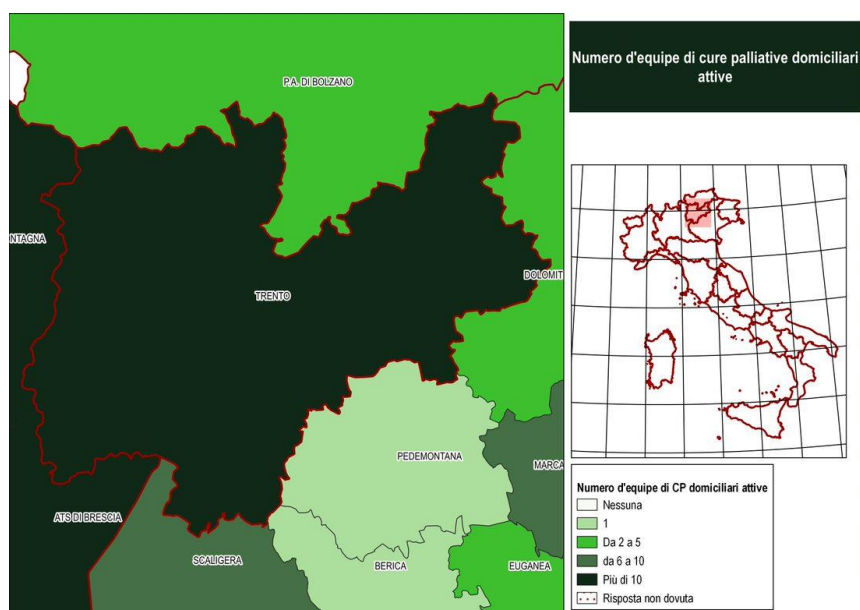 Numero d'equipe di cure palliative domiciliari
attive
P.A. DI BOLZANO
ONTAGNA
DOLOMIT
TRENTO
PEDEMONTANA
MARCA
ATS DI BRESCIA
SCALIGERA
BERICA
EUGANEA
Numero d'equipe di CP domiciliari attive
Nessuna
1
Da 2 a 5
da 6 a 10
Più di 10
Risposta non dovuta